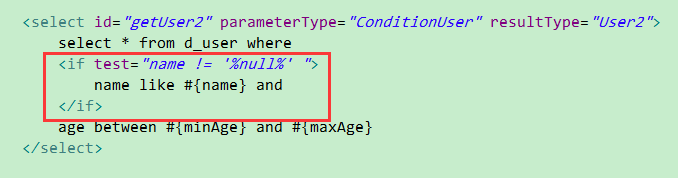 <select id="getUser2" parameterType="ConditionUser" resultType="User2">
select * from d_user where
<if test="name != '%null%' ">
name like #{name} and
</if>
age between #{minAge} and #{maxAge}
</select>